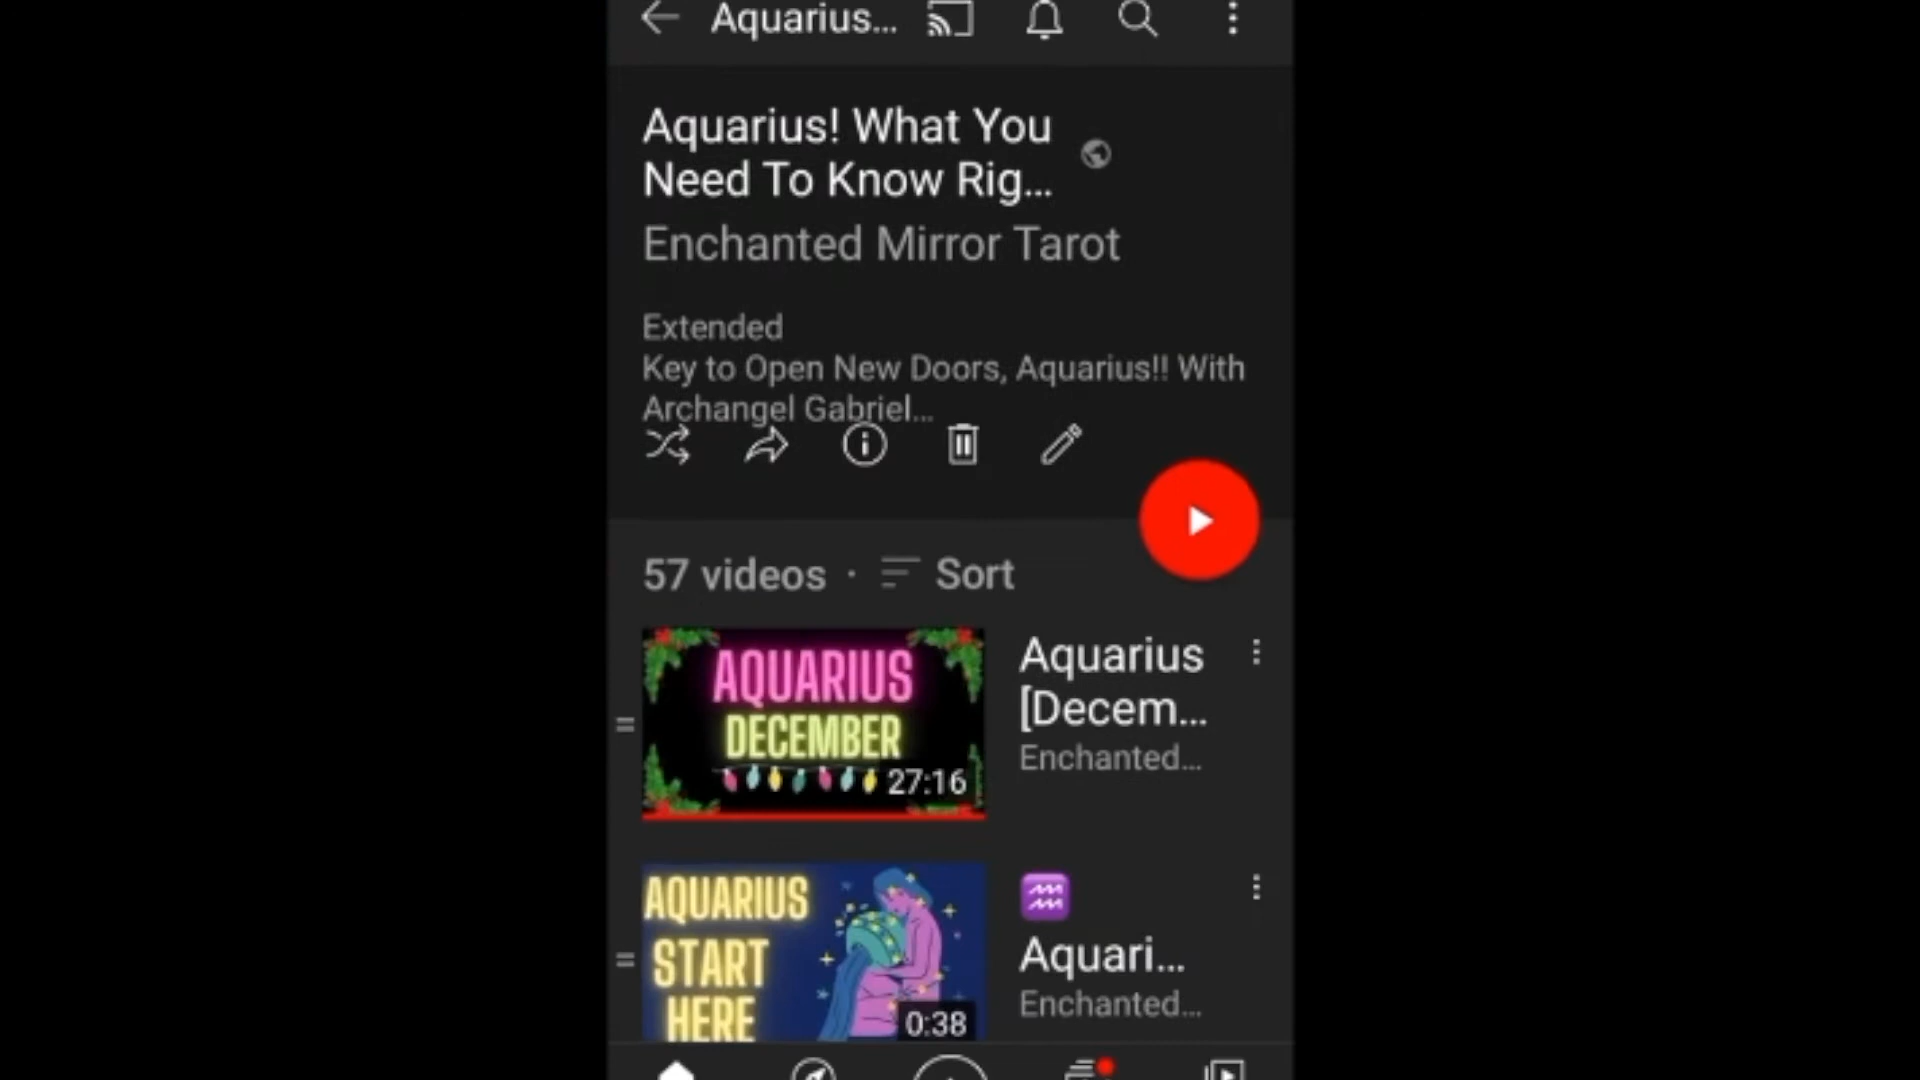 Aquarius...
Aquarius! What You
Need To Know Rig...
Enchanted Mirror Tarot
Extended
Key to Open New Doors, Aquarius!! With
Archangel Gabriel...
57 videos · Sort
AQUARIUS
DECEMBER
27:16
Aquarius
[Decem...
Enchanted...
AQUARIUS
START
HERE
0:38
♒
Aquari...
Enchanted...